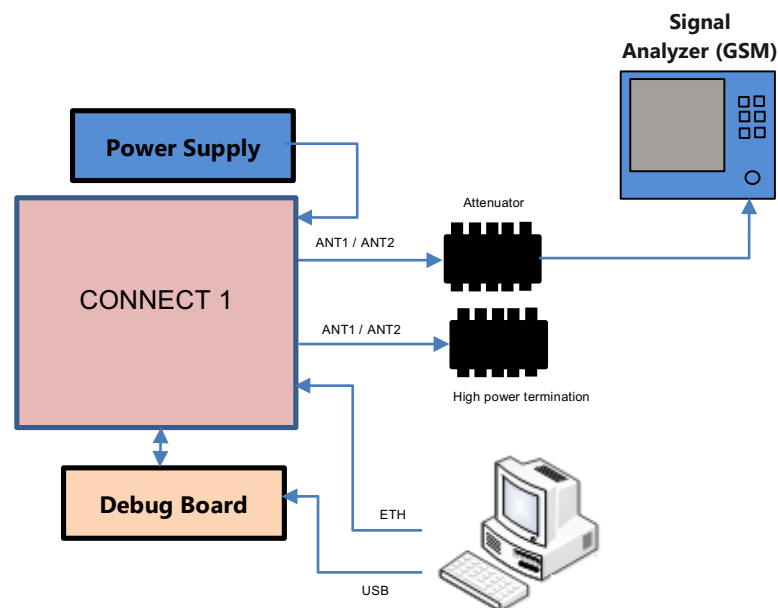 Signal
Analyzer (GSM)
Power Supply
Attenuator
ANT1 / ANT2
CONNECT 1
ANT1 / ANT2
High power termination
Debug Board
ETH
USB